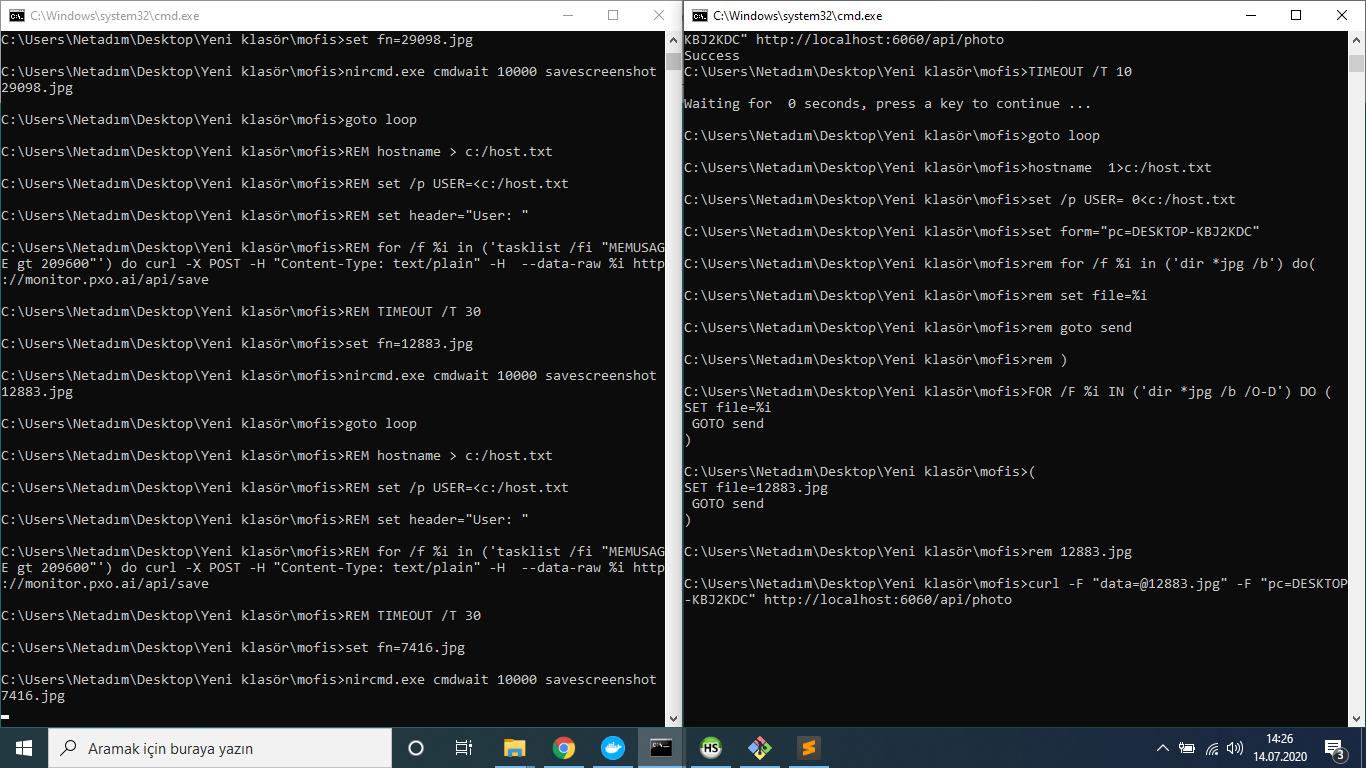 C:\Windows\system32\cmd.exe
C:\Users\Netadım\Desktop\Yeni klasör\mofis>set fn=29098.jpg
C:\Users\Netadım\Desktop\Yeni klasör\mofis>nircmd.exe cmdwait 10000 savescreenshot
29098.jpg
C:\Users\Netadım\Desktop\Yeni klasör\mofis>goto loop
C:\Users\Netadım\Desktop\Yeni klasör\mofis>REM hostname > c:/host.txt
C:\Users\Netadım\Desktop\Yeni klasör\mofis>REM set /p USER=<c:/host.txt
C:\Users\Netadım\Desktop\Yeni klasör\mofis>REM set header="User: "
C:\Users\Netadım\Desktop\Yeni klasör\mofis>REM for /f %i in ('tasklist /fi "MEMUSAG
E gt 209600"') do curl -X POST -H "Content-Type: text/plain" -H  --data-raw %i http
://monitor.pxo.ai/api/save
C:\Users\Netadım\Desktop\Yeni klasör\mofis>REM TIMEOUT /T 30
C:\Users\Netadım\Desktop\Yeni klasör\mofis>set fn=12883.jpg
C:\Users\Netadım\Desktop\Yeni klasör\mofis>nircmd.exe cmdwait 10000 savescreenshot
12883.jpg
C:\Users\Netadım\Desktop\Yeni klasör\mofis>goto loop
C:\Users\Netadım\Desktop\Yeni klasör\mofis>REM hostname > c:/host.txt
C:\Users\Netadım\Desktop\Yeni klasör\mofis>REM set /p USER=<c:/host.txt
C:\Users\Netadım\Desktop\Yeni klasör\mofis>REM set header="User: "
C:\Users\Netadım\Desktop\Yeni klasör\mofis>REM for /f %i in ('tasklist /fi "MEMUSAG
E gt 209600"') do curl -X POST -H "Content-Type: text/plain" -H  --data-raw %i http
://monitor.pxo.ai/api/save
C:\Users\Netadım\Desktop\Yeni klasör\mofis>REM TIMEOUT /T 30
C:\Users\Netadım\Desktop\Yeni klasör\mofis>set fn=7416.jpg
C:\Users\Netadım\Desktop\Yeni klasör\mofis>nircmd.exe cmdwait 10000 savescreenshot
7416.jpg
C:\Windows\system32\cmd.exe
KBJ2KDC" http://localhost:6060/api/photo
Success
C:\Users\Netadım\Desktop\Yeni klasör\mofis>TIMEOUT /T 10
Waiting for  0 seconds, press a key to continue ...
C:\Users\Netadım\Desktop\Yeni klasör\mofis>goto loop
C:\Users\Netadım\Desktop\Yeni klasör\mofis>hostname  1>c:/host.txt
C:\Users\Netadım\Desktop\Yeni klasör\mofis>set /p USER= 0<c:/host.txt
C:\Users\Netadım\Desktop\Yeni klasör\mofis>set form="pc=DESKTOP-KBJ2KDC"
C:\Users\Netadım\Desktop\Yeni klasör\mofis>rem for /f %i in ('dir *jpg /b') do(
C:\Users\Netadım\Desktop\Yeni klasör\mofis>rem set file=%i
C:\Users\Netadım\Desktop\Yeni klasör\mofis>rem goto send
C:\Users\Netadım\Desktop\Yeni klasör\mofis>rem )
C:\Users\Netadım\Desktop\Yeni klasör\mofis>FOR /F %i IN ('dir *jpg /b /O-D') DO (
SET file=%i
 GOTO send
)
C:\Users\Netadım\Desktop\Yeni klasör\mofis>(
SET file=12883.jpg
 GOTO send
)
C:\Users\Netadım\Desktop\Yeni klasör\mofis>rem 12883.jpg
C:\Users\Netadım\Desktop\Yeni klasör\mofis>curl -F "data=@12883.jpg" -F "pc=DESKTOP
-KBJ2KDC" http://localhost:6060/api/photo
Aramak için buraya yazın
HS
14:26
14.07.2020
3